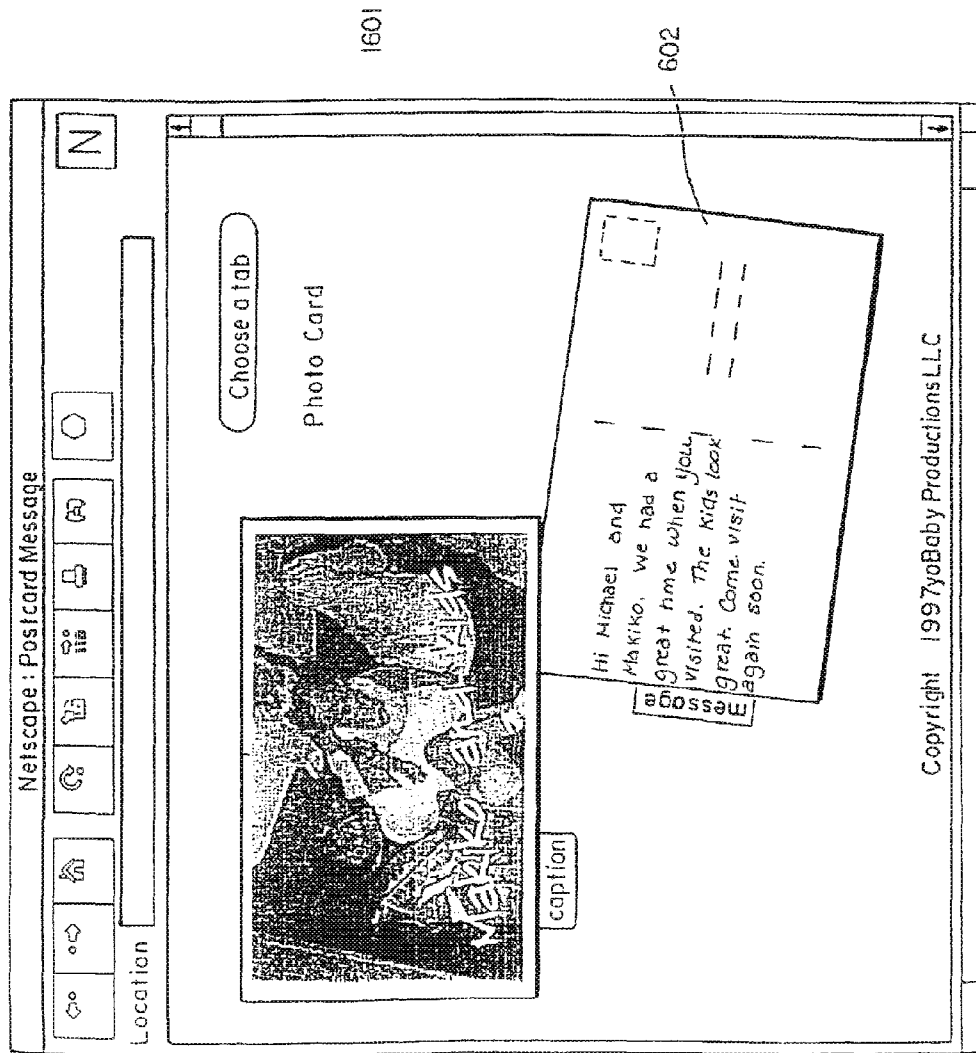 Netscape : Postcard Message
N
Location
Choose a tab
Photo Card
caption
message
Hi Michael and
Makiko, we had a
great time when you
visited. The kids look
great. Come visit
again soon.
Copyright 1997yoBaby Productions LLC
1601
602